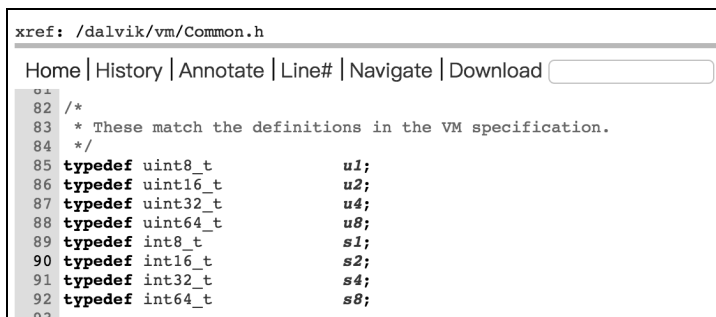 xref: /dalvik/vm/Common.h
Home | History | Annotate | Line# | Navigate | Download
82 /*
83  * These match the definitions in the VM specification.
84  */
85 typedef uint8_t u1;
86 typedef uint16_t u2;
87 typedef uint32_t u4;
88 typedef uint64_t u8;
89 typedef int8_t s1;
90 typedef int16_t s2;
91 typedef int32_t s4;
92 typedef int64_t s8;